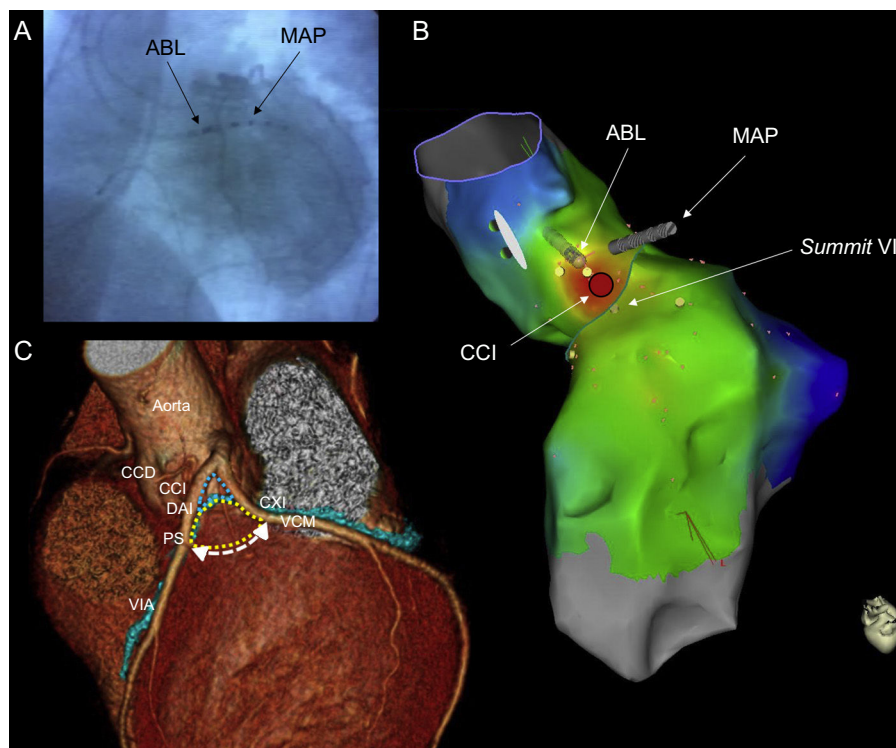 A
ABL
MAP
B
ABL
MAP
Summit VI
CCI
L
C
Aorta
CCD
CCI
DAI
CXI
VCM
PS
VIA